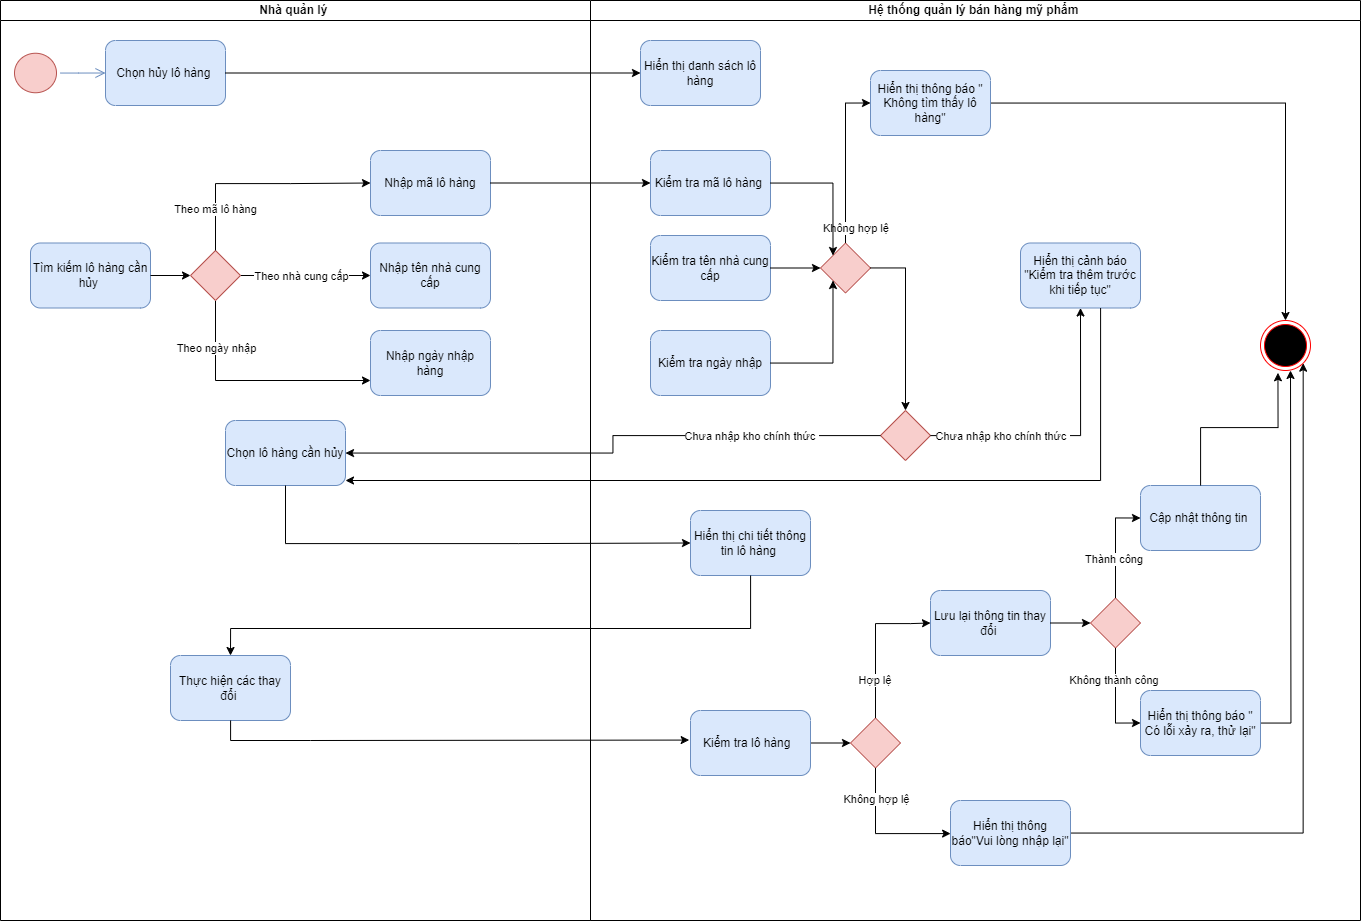 Nhà quản lý
Hệ thống quản lý bán hàng mỹ phẩm
Chọn hủy lô hàng
Hiển thị danh sách lô
hàng
Hiển thị thông báo "
Không tìm thấy lô
hàng"
Nhập mã lô hàng
Kiểm tra mã lô hàng
Theo mã lô hàng
Không hợp lệ
Tìm kiếm lô hàng cần
hủy
Theo nhà cung cấp
Nhập tên nhà cung
cấp
Kiểm tra tên nhà cung
cấp
Hiển thị cảnh báo
"Kiểm tra thêm trước
khi tiếp tục"
Theo ngày nhập
Nhập ngày nhập
hàng
Kiểm tra ngày nhập
Chưa nhập kho chính thức
Chưa nhập kho chính thức
Chọn lô hàng cần hủy
Hiển thị chi tiết thông
tin lô hàng
Cập nhật thông tin
Thành công
Lưu lại thông tin thay
đổi
Thực hiện các thay
đổi
Hợp lệ
Không thành công
Hiển thị thông báo "
Có lỗi xảy ra, thử lại"
Kiểm tra lô hàng
Không hợp lệ
Hiển thị thông
báo"Vui lòng nhập lại"